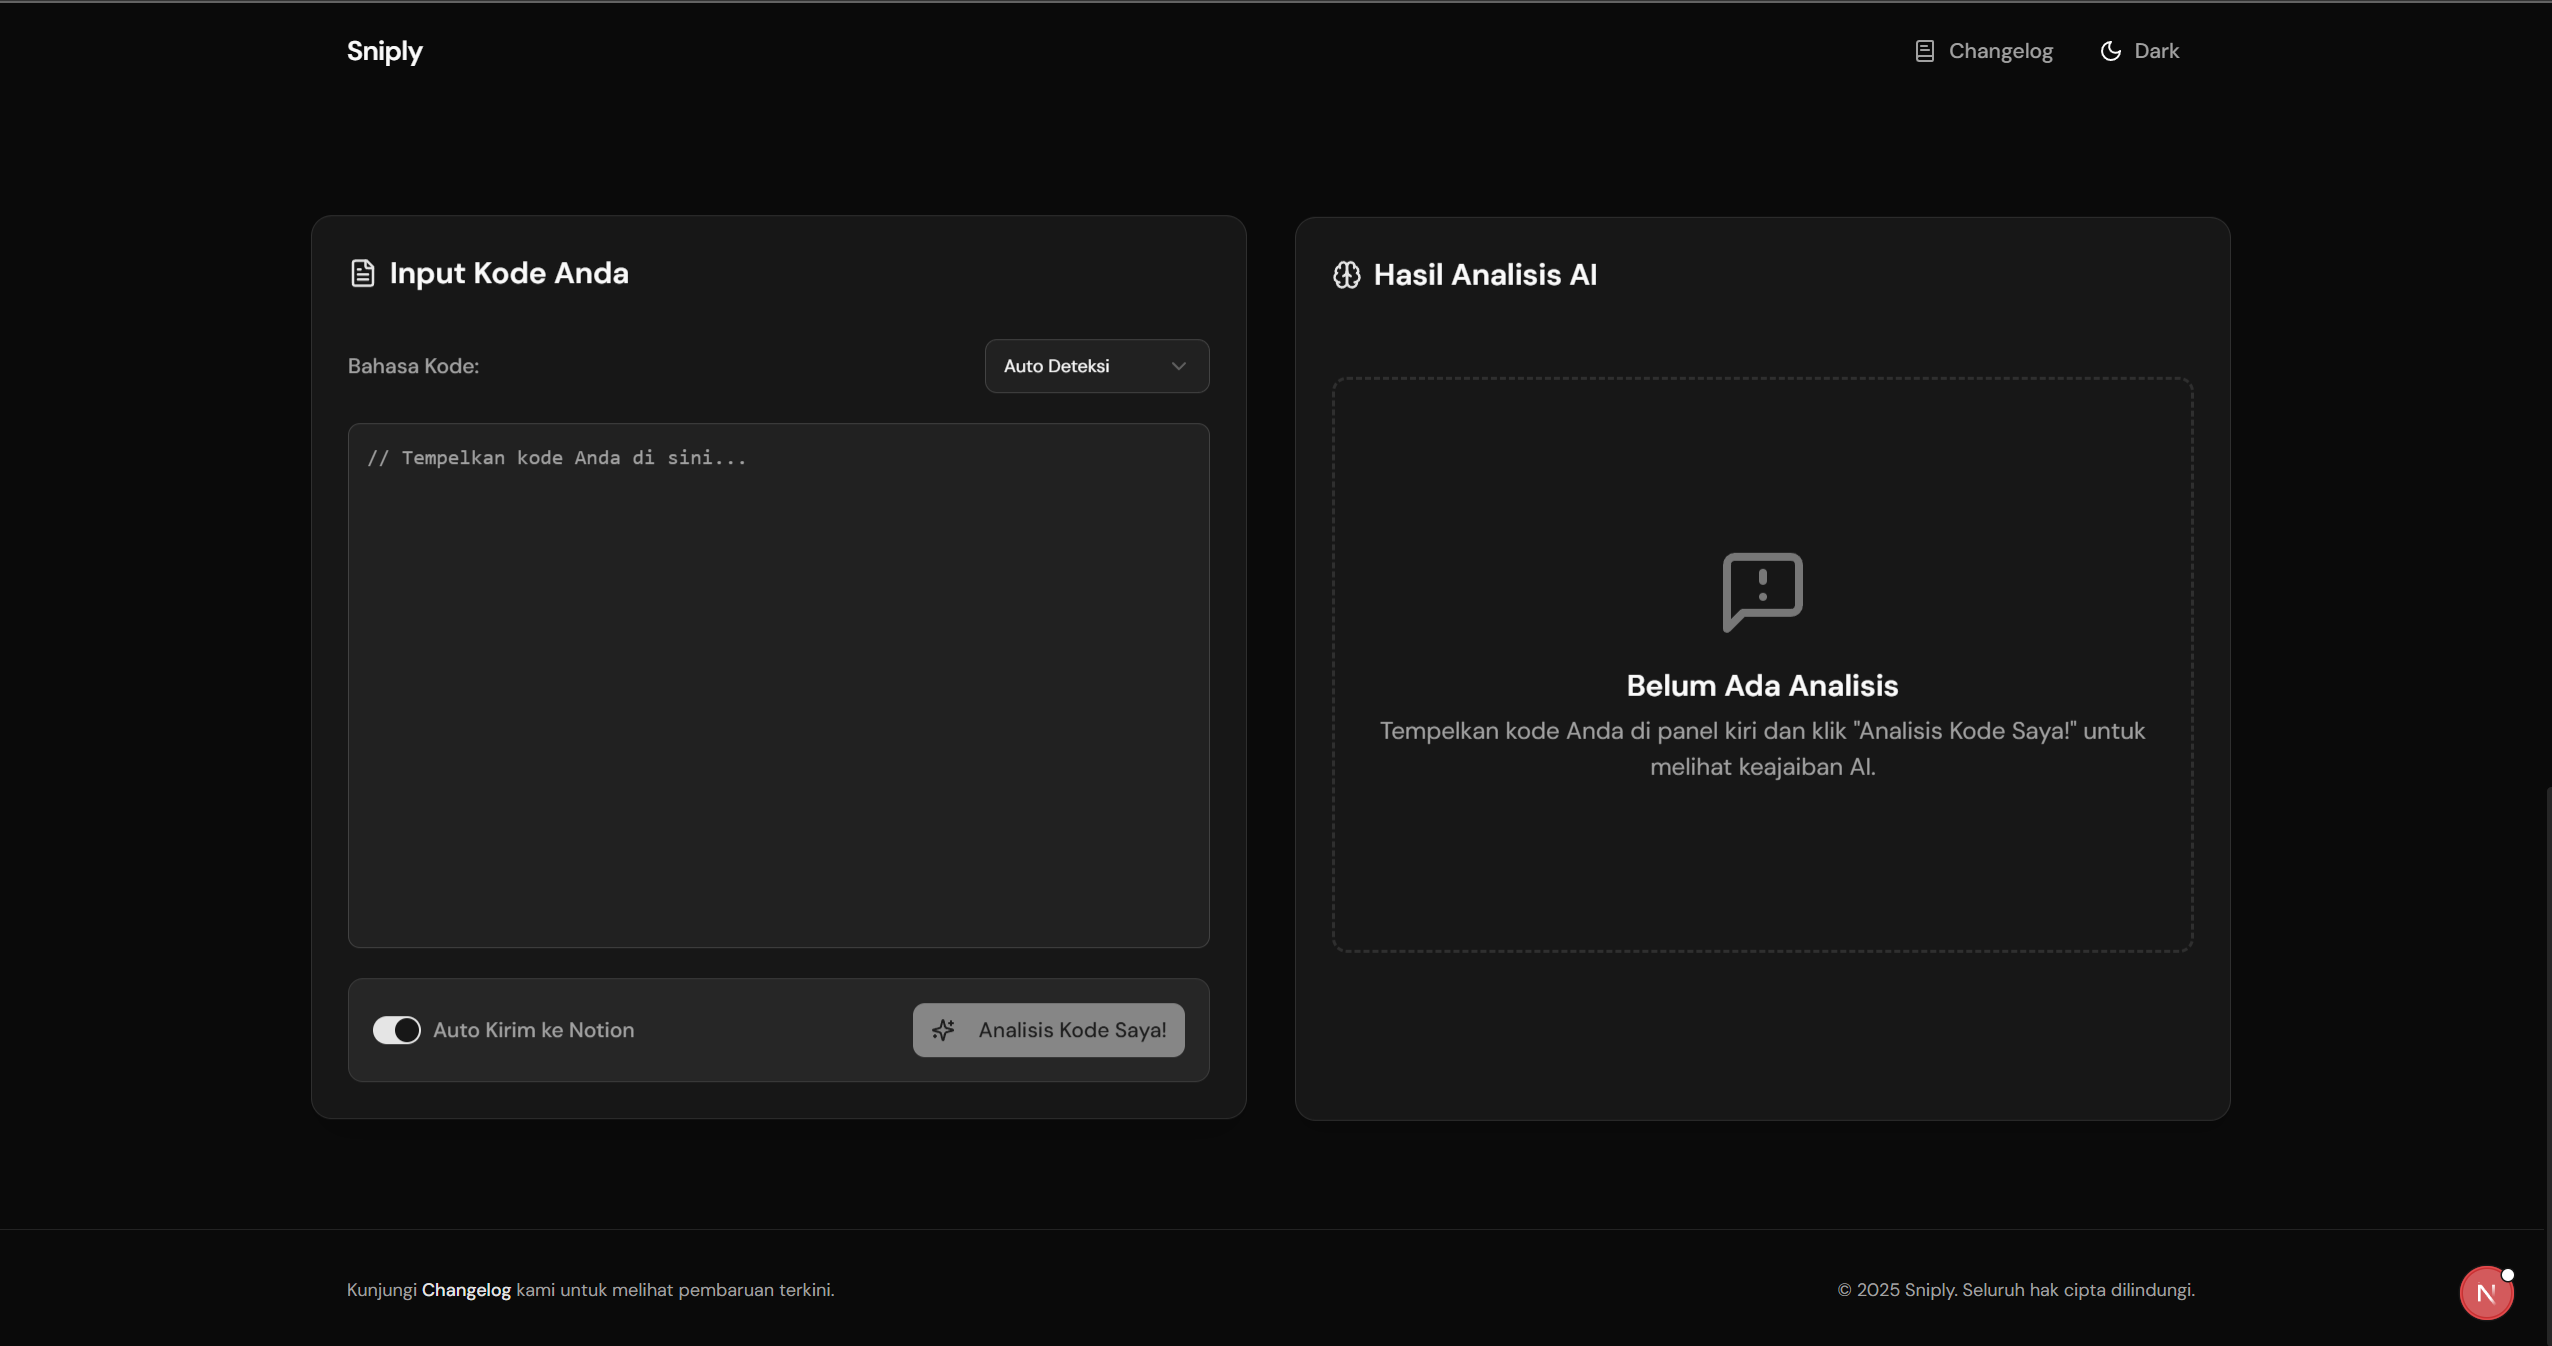 Sniply
Changelog
Dark
Input Kode Anda
Bahasa Kode:
Auto Deteksi
// Tempelkan kode Anda di sini...
Auto Kirim ke Notion
Analisis Kode Saya!
Hasil Analisis AI
Belum Ada Analisis
Tempelkan kode Anda di panel kiri dan klik "Analisis Kode Saya!" untuk
melihat keajaiban AI.
Kunjungi Changelog kami untuk melihat pembaruan terkini.
© 2025 Sniply. Seluruh hak cipta dilindungi.
N